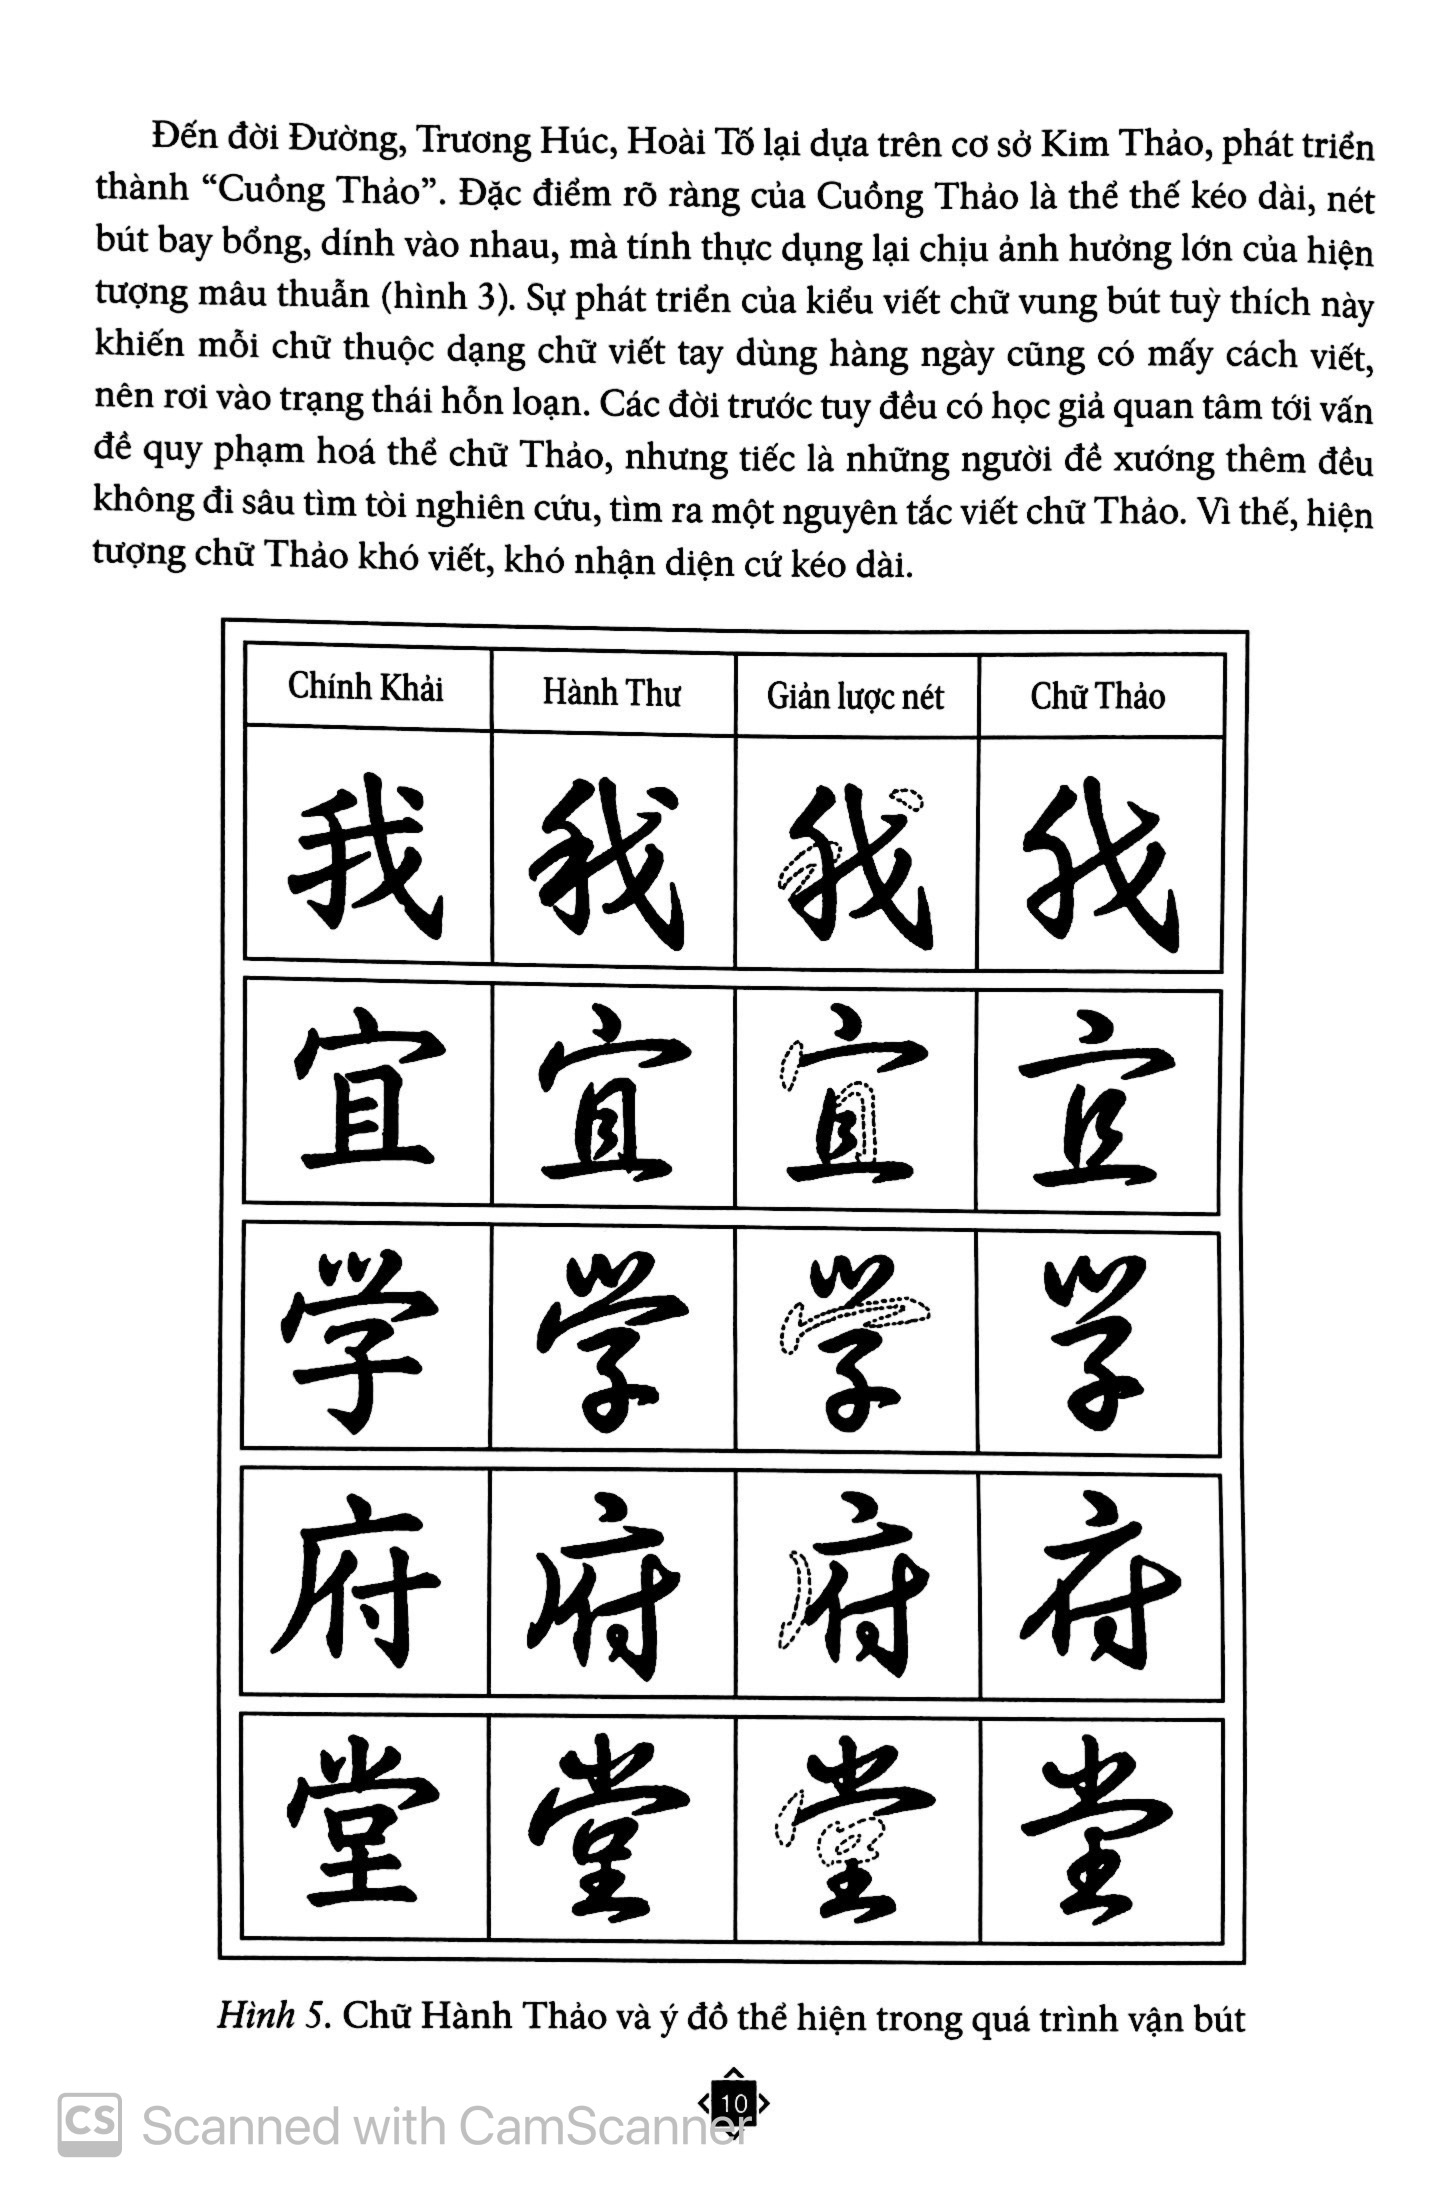 Đến đời Đường, Trương Húc, Hoài Tố lại dựa trên cơ sở Kim Thảo, phát triển
thành “Cuồng Thảo”. Đặc điểm rõ ràng của Cuồng Thảo là thể thế kéo dài, nét
bút bay bổng, dính vào nhau, mà tính thực dụng lại chịu ảnh hưởng lớn của hiện
tượng mâu thuẫn (hình 3). Sự phát triển của kiểu viết chữ vung bút tuỳ thích này
khiến mỗi chữ thuộc dạng chữ viết tay dùng hàng ngày cũng có mấy cách viết,
nên rơi vào trạng thái hỗn loạn. Các đời trước tuy đều có học giả quan tâm tới vấn
đề quy phạm hoá thể chữ Thảo, nhưng tiếc là những người đề xướng thêm đều
không đi sâu tìm tòi nghiên cứu, tìm ra một nguyên tắc viết chữ Thảo. Vì thế, hiện
tượng chữ Thảo khó viết, khó nhận diện cứ kéo dài.
Chính Khải Hành Thư Giản lược nét Chữ Thảo
我 我 我 我
宜 宜 宜 宜
学 学 学 学
府 府 府 府
堂 堂 堂 堂
Hình 5. Chữ Hành Thảo và ý đồ thể hiện trong quá trình vận bút
10
CS Scanned with CamScanner